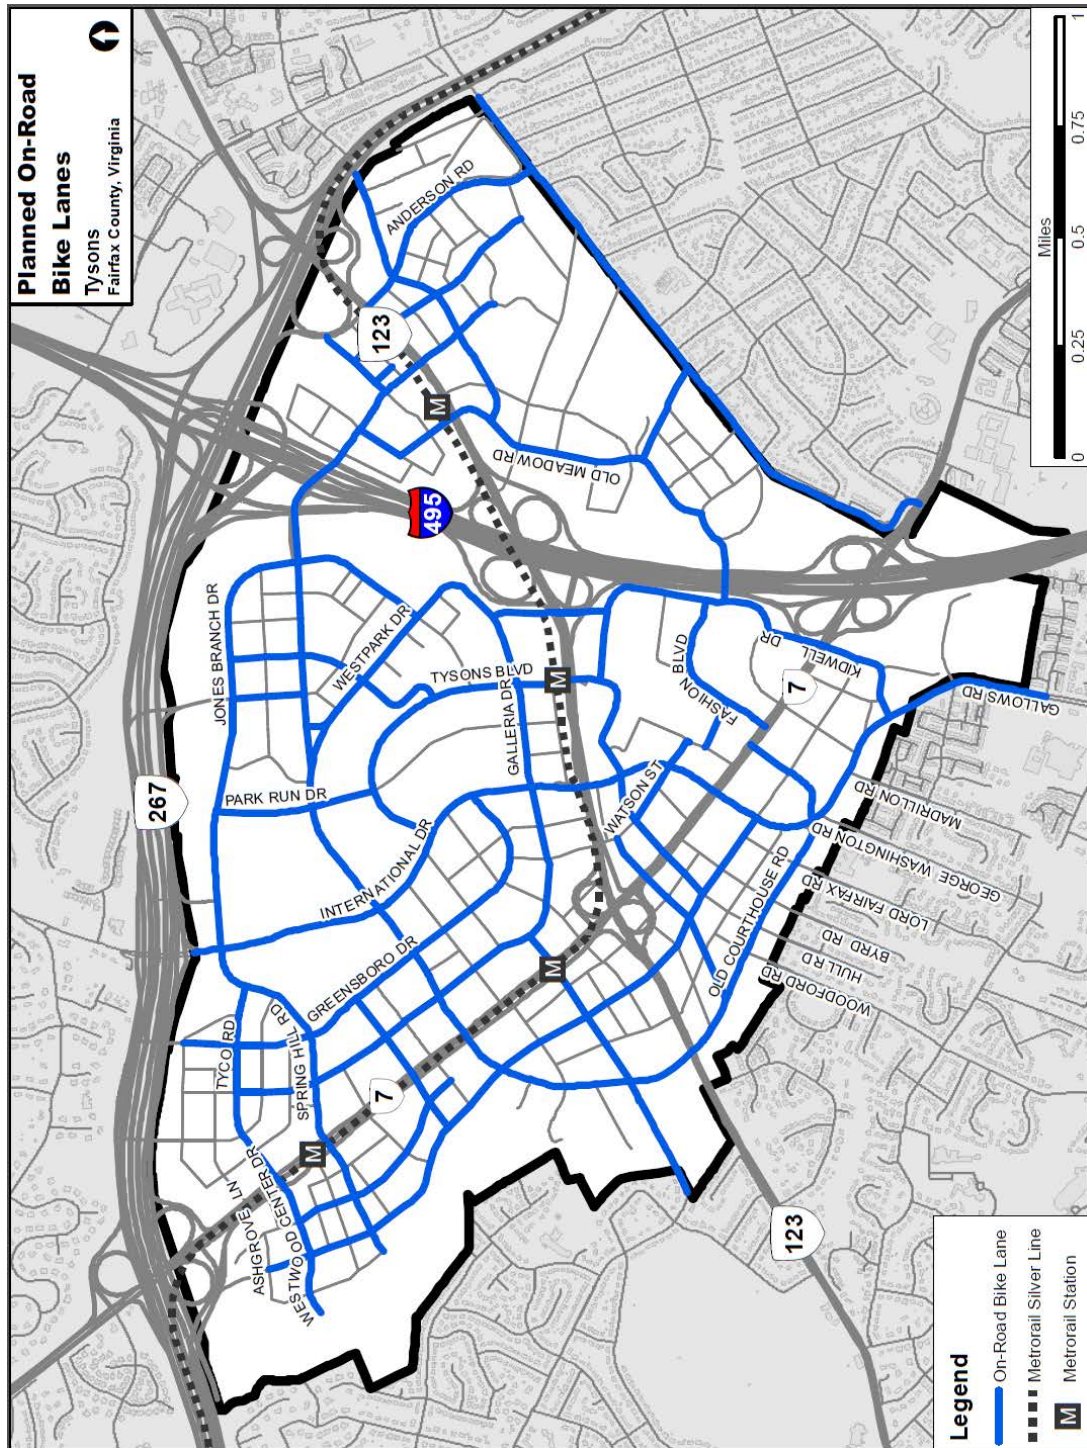 Planned On-Road
Bike Lanes
Tysons
Fairfax County, Virginia
123
ANDERSON RD
M
OLD MEADOW RD
495
JONES BRANCH DR
WESTPARK DR
TYSONS BLVD
M
GALLERIA DR
FASHION
BLVD
KIDWELL
DR
7
GALLOWS RD
267
PARK RUN DR
INTERNATIONAL DR
WATSON ST
MADRILLON RD
GEORGE WASHINGTON RD
LORD FAIRFAX RD
BYRD RD
HULL RD
WOODFORD RD
OLD COURTHOUSE RD
GREENSBORO DR
M
TYCO RD
SPRING HILL RD
7
M
ASHGROVE LN
WESTWOOD CENTER DR
123
Miles
0 0.25 0.5 0.75 1
Legend
On-Road Bike Lane
Metrorail Silver Line
M Metrorail Station